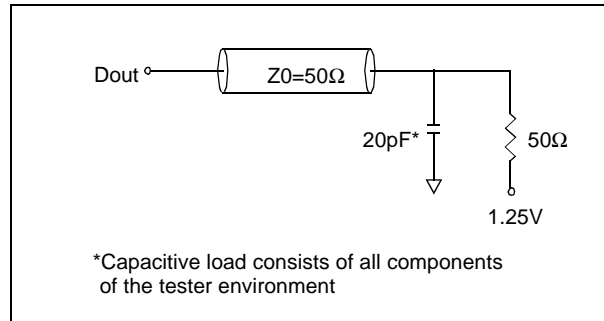 Dout
Z0=50Ω
20pF*
50Ω
1.25V
*Capacitive load consists of all components
of the tester environment